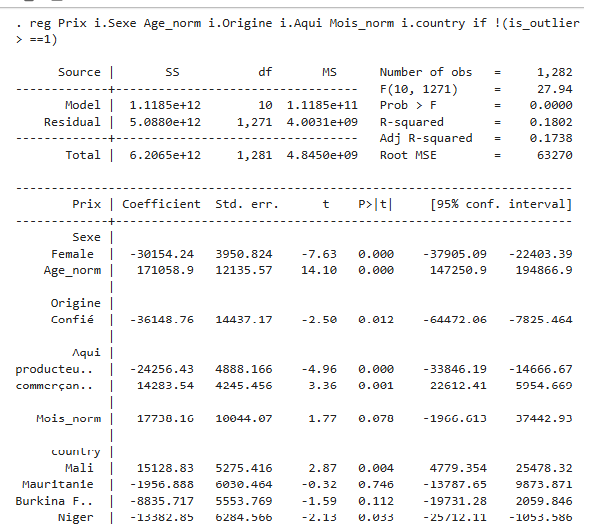 . reg Prix i.Sexe Age_norm i.Origine i.Aqui Mois_norm i.country if !(is_outlier
> ==1)
Source | SS df MS Number of obs = 1,282
-------------+---------------------------------- F(10, 1271) = 27.94
Model | 1.1185e+12 10 1.1185e+11 Prob > F = 0.0000
Residual | 5.0880e+12 1,271 4.0031e+09 R-squared = 0.1802
-------------+---------------------------------- Adj R-squared = 0.1738
Total | 6.2065e+12 1,281 4.8450e+09 Root MSE = 63270
------------------------------------------------------------------------------
Prix | Coefficient Std. err. t P>|t| [95% conf. interval]
-------------+----------------------------------------------------------------
Sexe |
Female | -30154.24 3950.824 -7.63 0.000 -37905.09 -22403.39
Age_norm | 171058.9 12135.57 14.10 0.000 147250.9 194866.9
|
Origine |
Confié | -36148.76 14437.17 -2.50 0.012 -64472.06 -7825.464
|
Aqui |
producteu.. | -24256.43 4888.166 -4.96 0.000 -33846.19 -14666.67
commerçan.. | 14283.54 4245.456 3.36 0.001 22612.41 5954.669
|
Mois_norm | 17738.16 10044.07 1.77 0.078 -1966.613 37442.93
|
country |
Mali | 15128.83 5275.416 2.87 0.004 4779.354 25478.32
Mauritanie | -1956.888 6030.464 -0.32 0.746 -13787.65 9873.871
Burkina F.. | -8835.717 5553.769 -1.59 0.112 -19731.28 2059.846
Niger | -13382.85 6284.566 -2.13 0.033 -25712.11 -1053.586